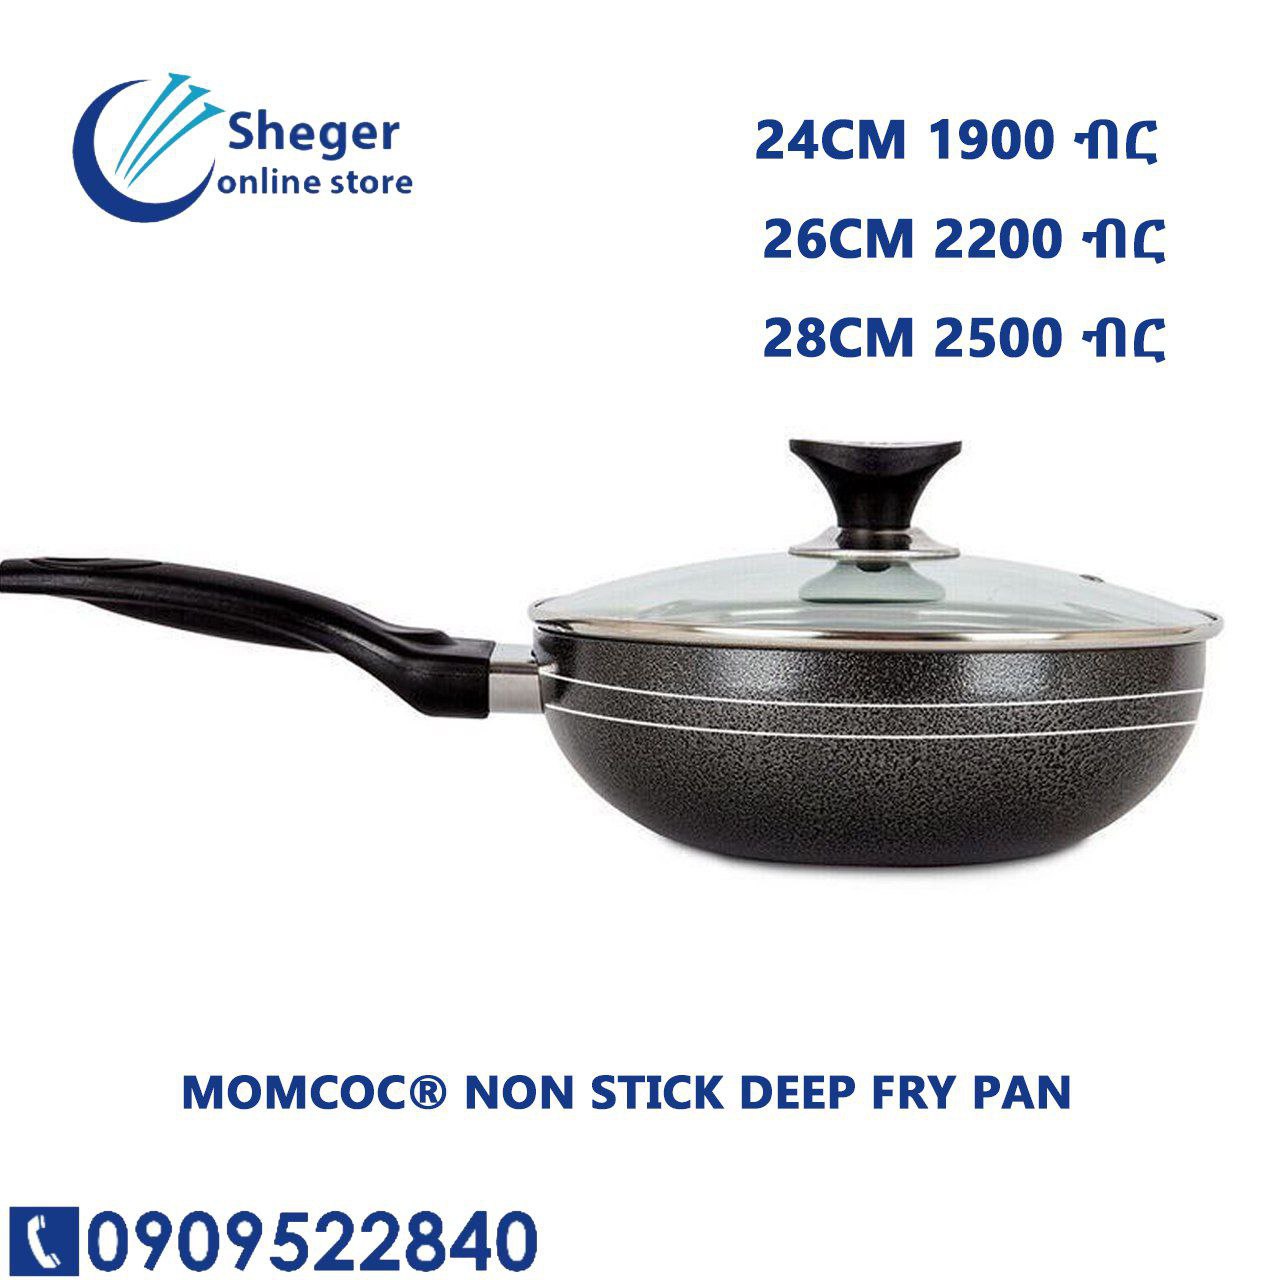 Sheger
online store
24CM 1900 ብር
26CM 2200 ብር
28CM 2500 ብር
MOMCOC® NON STICK DEEP FRY PAN
0909522840